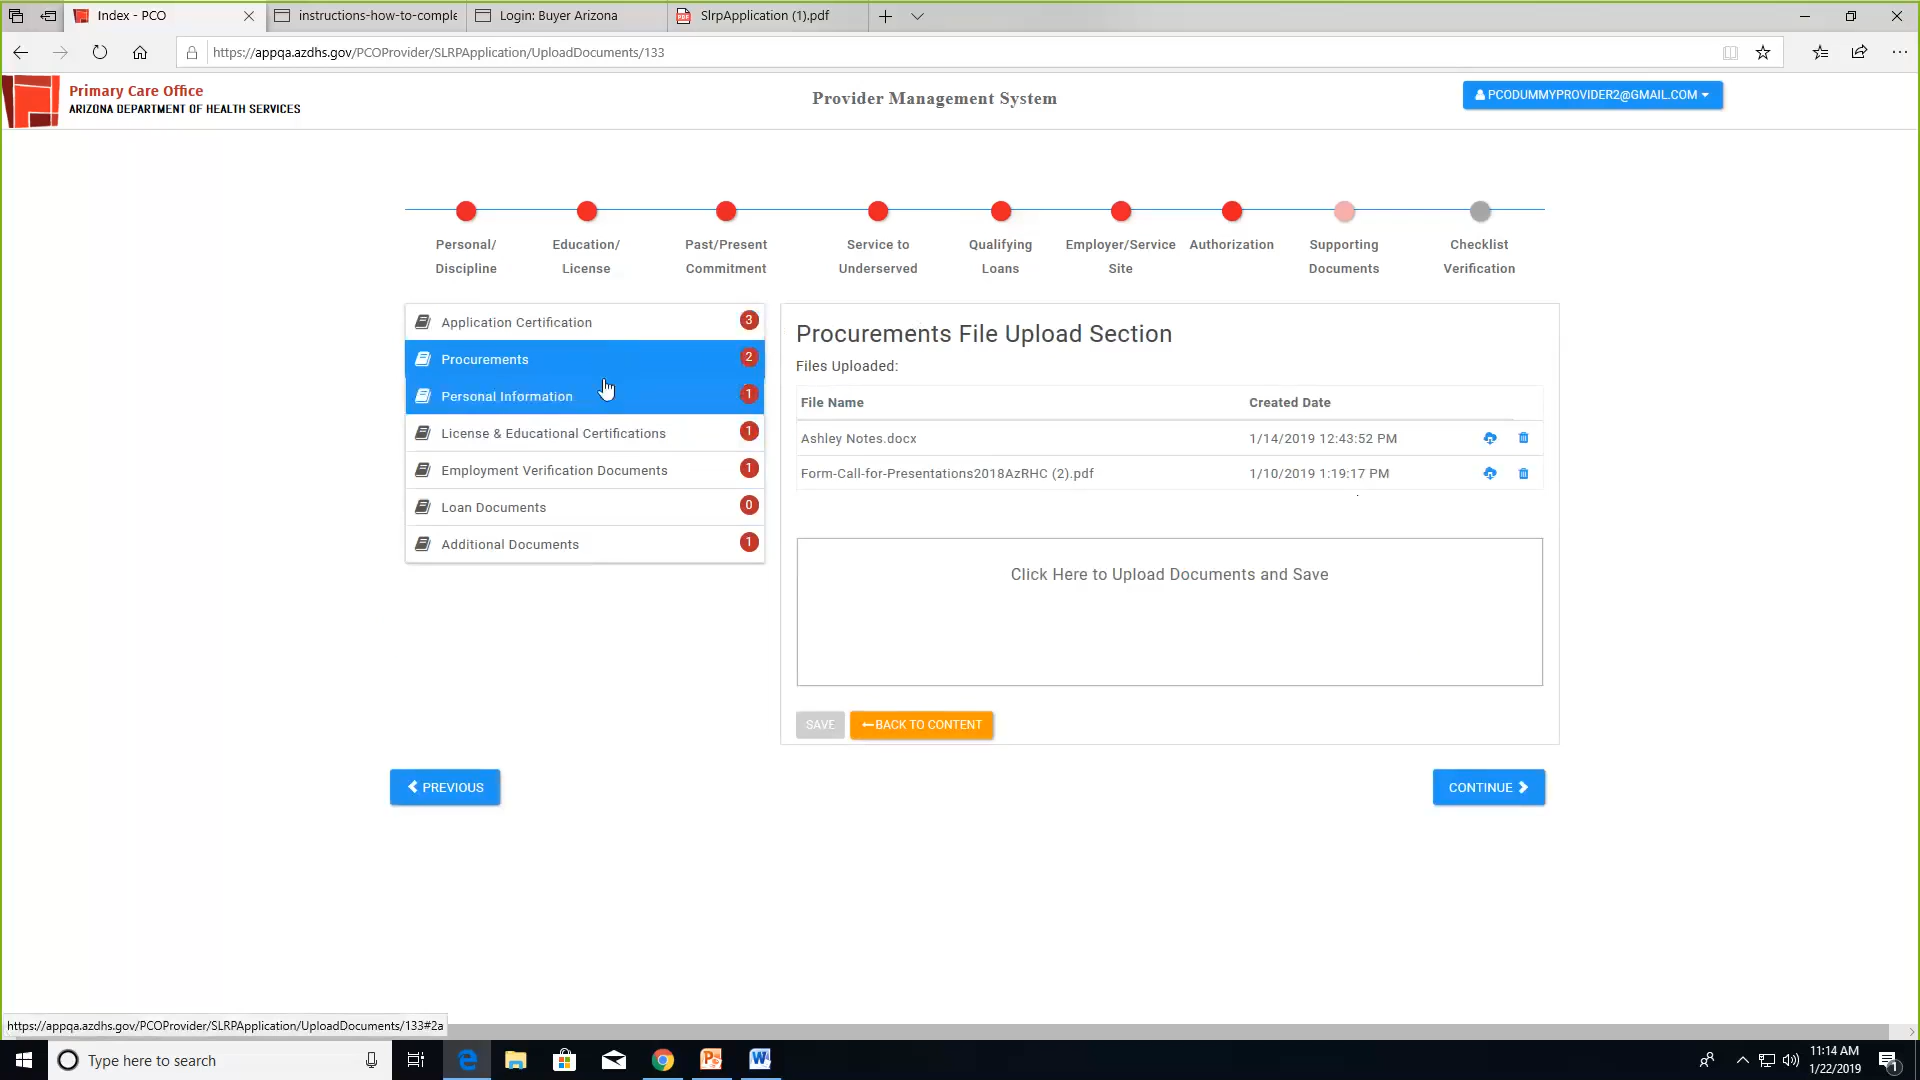 Index - PCO
instructions-how-to-comple
Login: Buyer Arizona
SlrpApplication (1).pdf
https://appqa.azdhs.gov/PCOProvider/SLRPApplication/UploadDocuments/133
Primary Care Office
ARIZONA DEPARTMENT OF HEALTH SERVICES
Provider Management System
PCODUMMYPROVIDER2@GMAIL.COM
Personal/
Discipline
Education/
License
Past/Present
Commitment
Service to
Underserved
Qualifying
Loans
Employer/Service
Site
Authorization
Supporting
Documents
Checklist
Verification
Application Certification 3
Procurements 2
Personal Information 1
License & Educational Certifications 1
Employment Verification Documents 1
Loan Documents 0
Additional Documents 1
Procurements File Upload Section
Files Uploaded:
File Name Created Date
Ashley Notes.docx 1/14/2019 12:43:52 PM
Form-Call-for-Presentations2018AzRHC (2).pdf 1/10/2019 1:19:17 PM
Click Here to Upload Documents and Save
SAVE
BACK TO CONTENT
PREVIOUS
CONTINUE
https://appqa.azdhs.gov/PCOProvider/SLRPApplication/UploadDocuments/133#2a
Type here to search
11:14 AM
1/22/2019
1